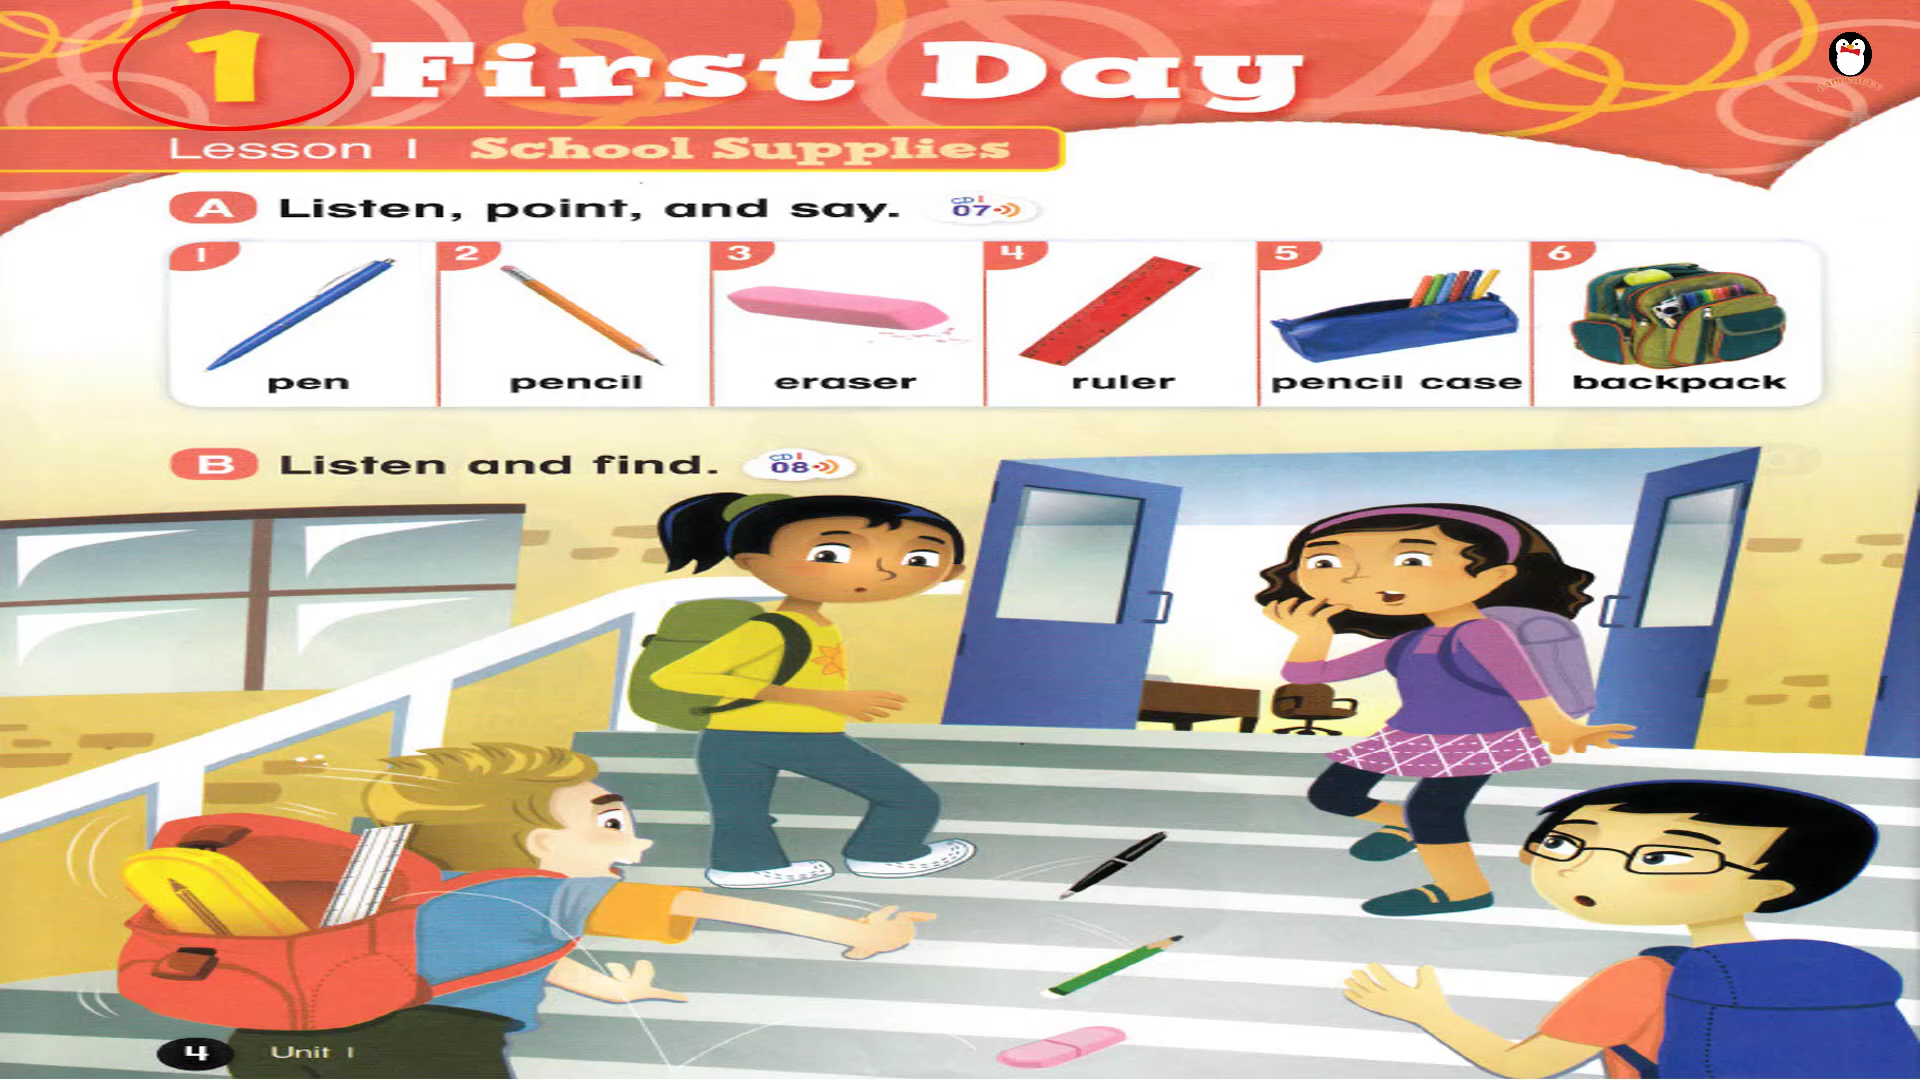 1 First Day
Lesson 1 School Supplies
A Listen, point, and say. CD1 07
1 2 3 4 5 6
pen pencil eraser ruler pencil case backpack
B Listen and find. CD1 08
4 Unit 1